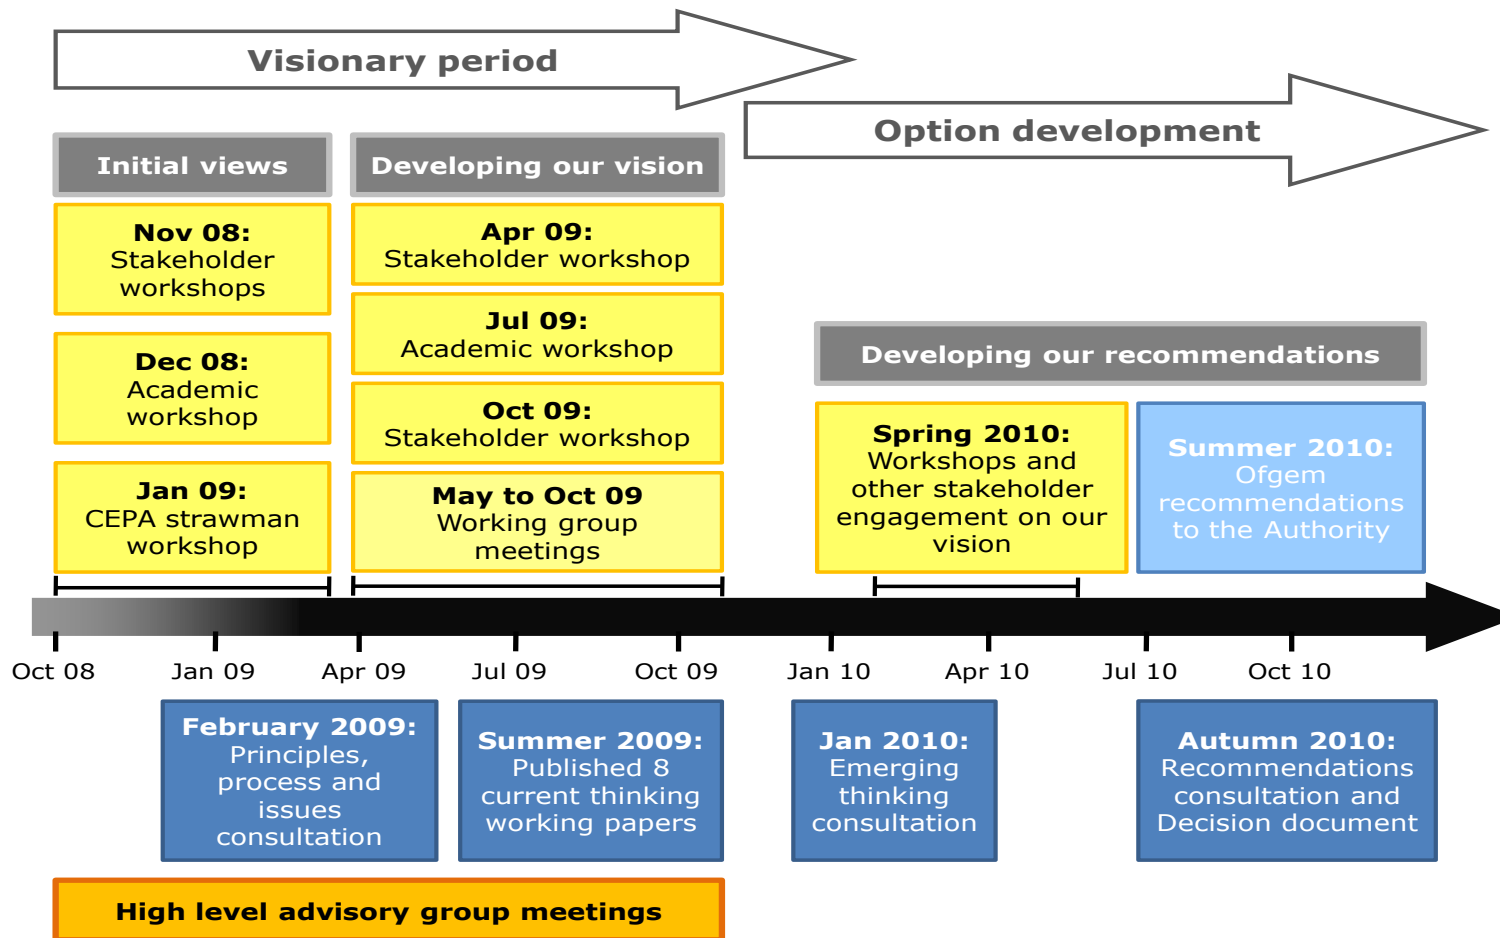 Visionary period
Option development
Initial views
Developing our vision
Nov 08:
Stakeholder
workshops
Dec 08:
Academic
workshop
Jan 09:
CEPA strawman
workshop
Apr 09:
Stakeholder workshop
Jul 09:
Academic workshop
Oct 09:
Stakeholder workshop
May to Oct 09
Working group
meetings
Developing our recommendations
Spring 2010:
Workshops and
other stakeholder
engagement on our
vision
Summer 2010:
Ofgem
recommendations
to the Authority
Oct 08
Jan 09
Apr 09
Jul 09
Oct 09
Jan 10
Apr 10
Jul 10
Oct 10
February 2009:
Principles,
process and
issues
consultation
Summer 2009:
Published 8
current thinking
working papers
Jan 2010:
Emerging
thinking
consultation
Autumn 2010:
Recommendations
consultation and
Decision document
High level advisory group meetings